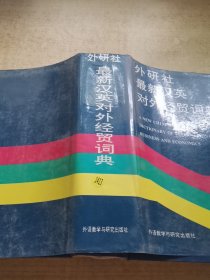 外研社
最新汉英对外经贸词典
外语教学与研究出版社
外研社
最新汉英
对外经贸词典
A NEW CHINESE
DICTIONARY OF
BUSINESS AND ECONOMICS
外语教学与研究出版社